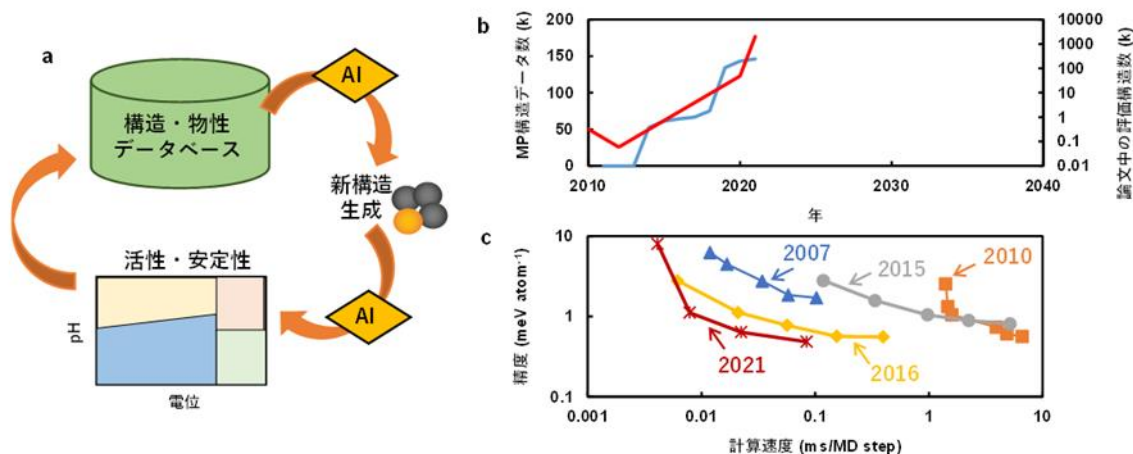 a
構造・物性
データベース
AI
新構造
生成
AI
活性・安定性
pH
電位
b
MP構造データ数 (k)
200
150
100
50
0
2010
2020
2030
2040
年
10000
1000
100
10
1
0.1
0.01
論文中の評価構造数 (k)
c
精度 (meV atom⁻¹)
10
1
0.1
2007
2015
2010
2021
2016
0.001
0.01
0.1
1
10
計算速度 (ms/MD step)